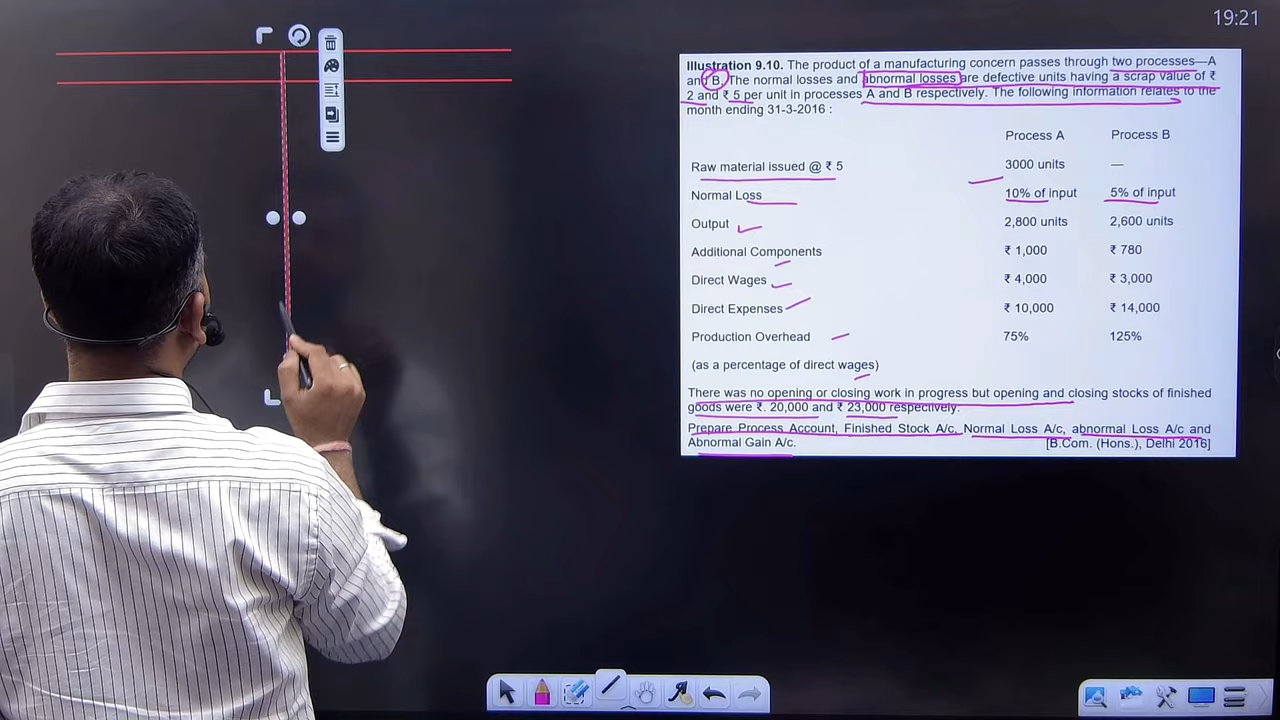 19:21
Illustration 9.10. The product of a manufacturing concern passes through two processes—A
and B. The normal losses and abnormal losses are defective units having a scrap value of ₹
2 and ₹ 5 per unit in processes A and B respectively. The following information relates to the
month ending 31-3-2016 :
Process A Process B
Raw material issued @ ₹ 5 3000 units —
Normal Loss 10% of input 5% of input
Output 2,800 units 2,600 units
Additional Components ₹ 1,000 ₹ 780
Direct Wages ₹ 4,000 ₹ 3,000
Direct Expenses ₹ 10,000 ₹ 14,000
Production Overhead 75% 125%
(as a percentage of direct wages)
There was no opening or closing work in progress but opening and closing stocks of finished
goods were ₹. 20,000 and ₹ 23,000 respectively.
Prepare Process Account, Finished Stock A/c, Normal Loss A/c, abnormal Loss A/c and
Abnormal Gain A/c. [B.Com. (Hons.), Delhi 2016]